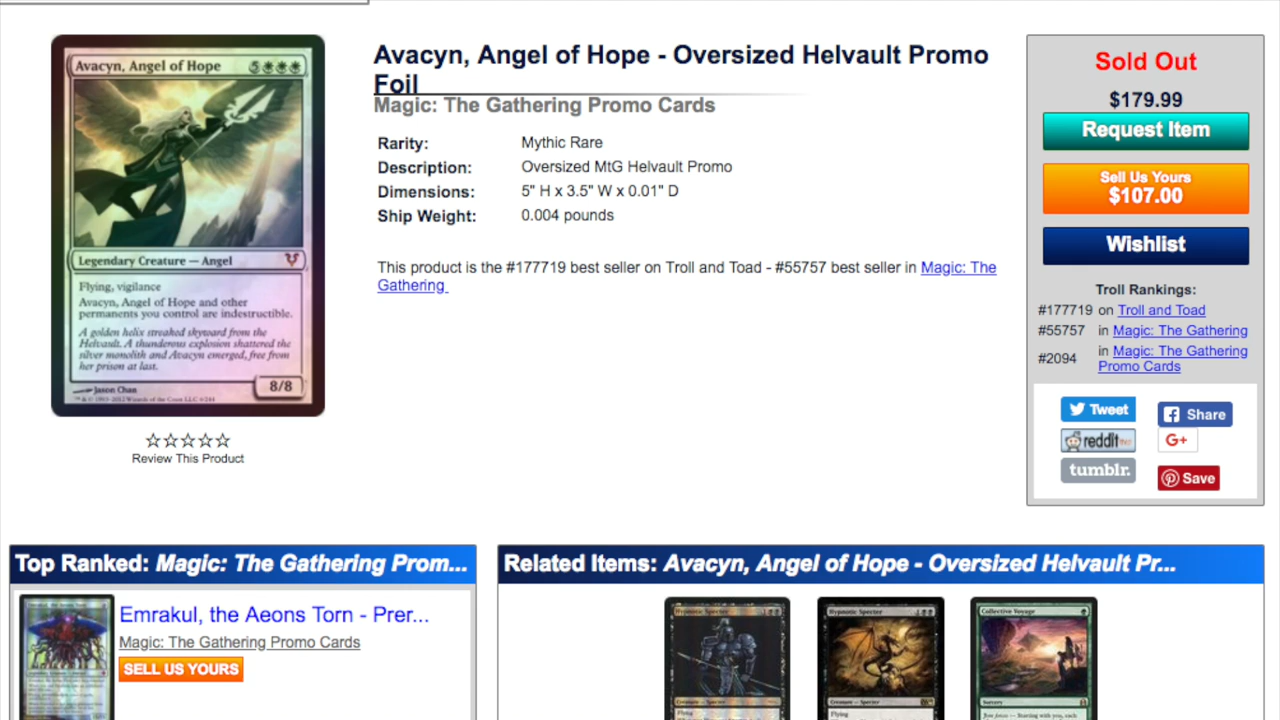 Avacyn, Angel of Hope 5
Legendary Creature — Angel
Flying, vigilance
Avacyn, Angel of Hope and other
permanents you control are indestructible.
A golden helix streaked skyward from the
Helvault. A thunderous explosion shattered the
silver monolith and Avacyn emerged, free from
her prison at last.
8/8
Jason Chan
Review This Product
Avacyn, Angel of Hope - Oversized Helvault Promo
Foil
Magic: The Gathering Promo Cards
Rarity: Mythic Rare
Description: Oversized MtG Helvault Promo
Dimensions: 5" H x 3.5" W x 0.01" D
Ship Weight: 0.004 pounds
This product is the #177719 best seller on Troll and Toad - #55757 best seller in Magic: The
Gathering
Sold Out
$179.99
Request Item
Sell Us Yours
$107.00
Wishlist
Troll Rankings:
#177719 on Troll and Toad
#55757 in Magic: The Gathering
#2094 in Magic: The Gathering
Promo Cards
Tweet
Share
reddit
G+
tumblr.
Save
Top Ranked: Magic: The Gathering Prom...
Emrakul, the Aeons Torn - Prer...
Magic: The Gathering Promo Cards
SELL US YOURS
Related Items: Avacyn, Angel of Hope - Oversized Helvault Pr...
Hypnotic Specter
Creature — Specter
Flying
Hypnotic Specter
Creature — Specter
Flying
Collective Voyage
Sorcery